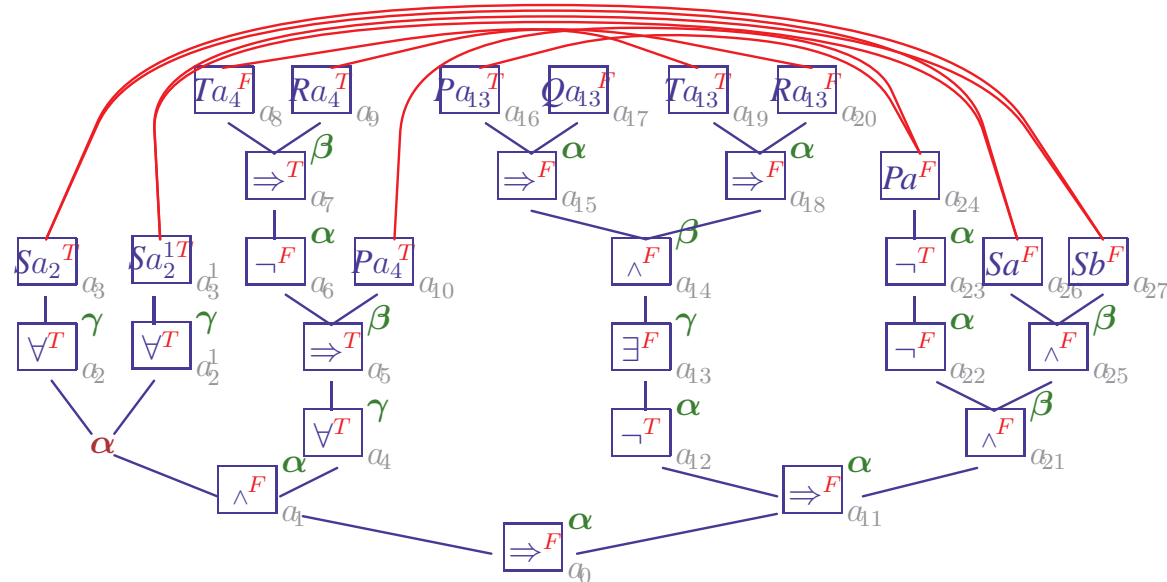 Ta₄ᶠ a₈ Ra₄ᵀ a₉ Pa₁₃ᵀ a₁₆ Qa₁₃ᶠ a₁₇ Ta₁₃ᵀ a₁₉ Ra₁₃ᶠ a₂₀
⇒ᵀ β a₇ ⇒ᶠ α a₁₅ ⇒ᶠ α a₁₈ Paᶠ a₂₄
Sa₂ᵀ a₃ Sa₂¹ᵀ a₃¹ ¬ᶠ α a₆ Pa₄ᵀ a₁₀ ∧ᶠ β a₁₄ ¬ᵀ α a₂₃ Saᶠ a₂₆ Sbᶠ a₂₇
∀ᵀ γ a₂ ∀ᵀ γ a₂¹ ⇒ᵀ β a₅ ∃ᶠ γ a₁₃ ¬ᶠ α a₂₂ ∧ᶠ β a₂₅
α ∀ᵀ γ a₄ ¬ᵀ α a₁₂ ∧ᶠ β a₂₁
∧ᶠ α a₁ ⇒ᶠ α a₁₁
⇒ᶠ α a₀